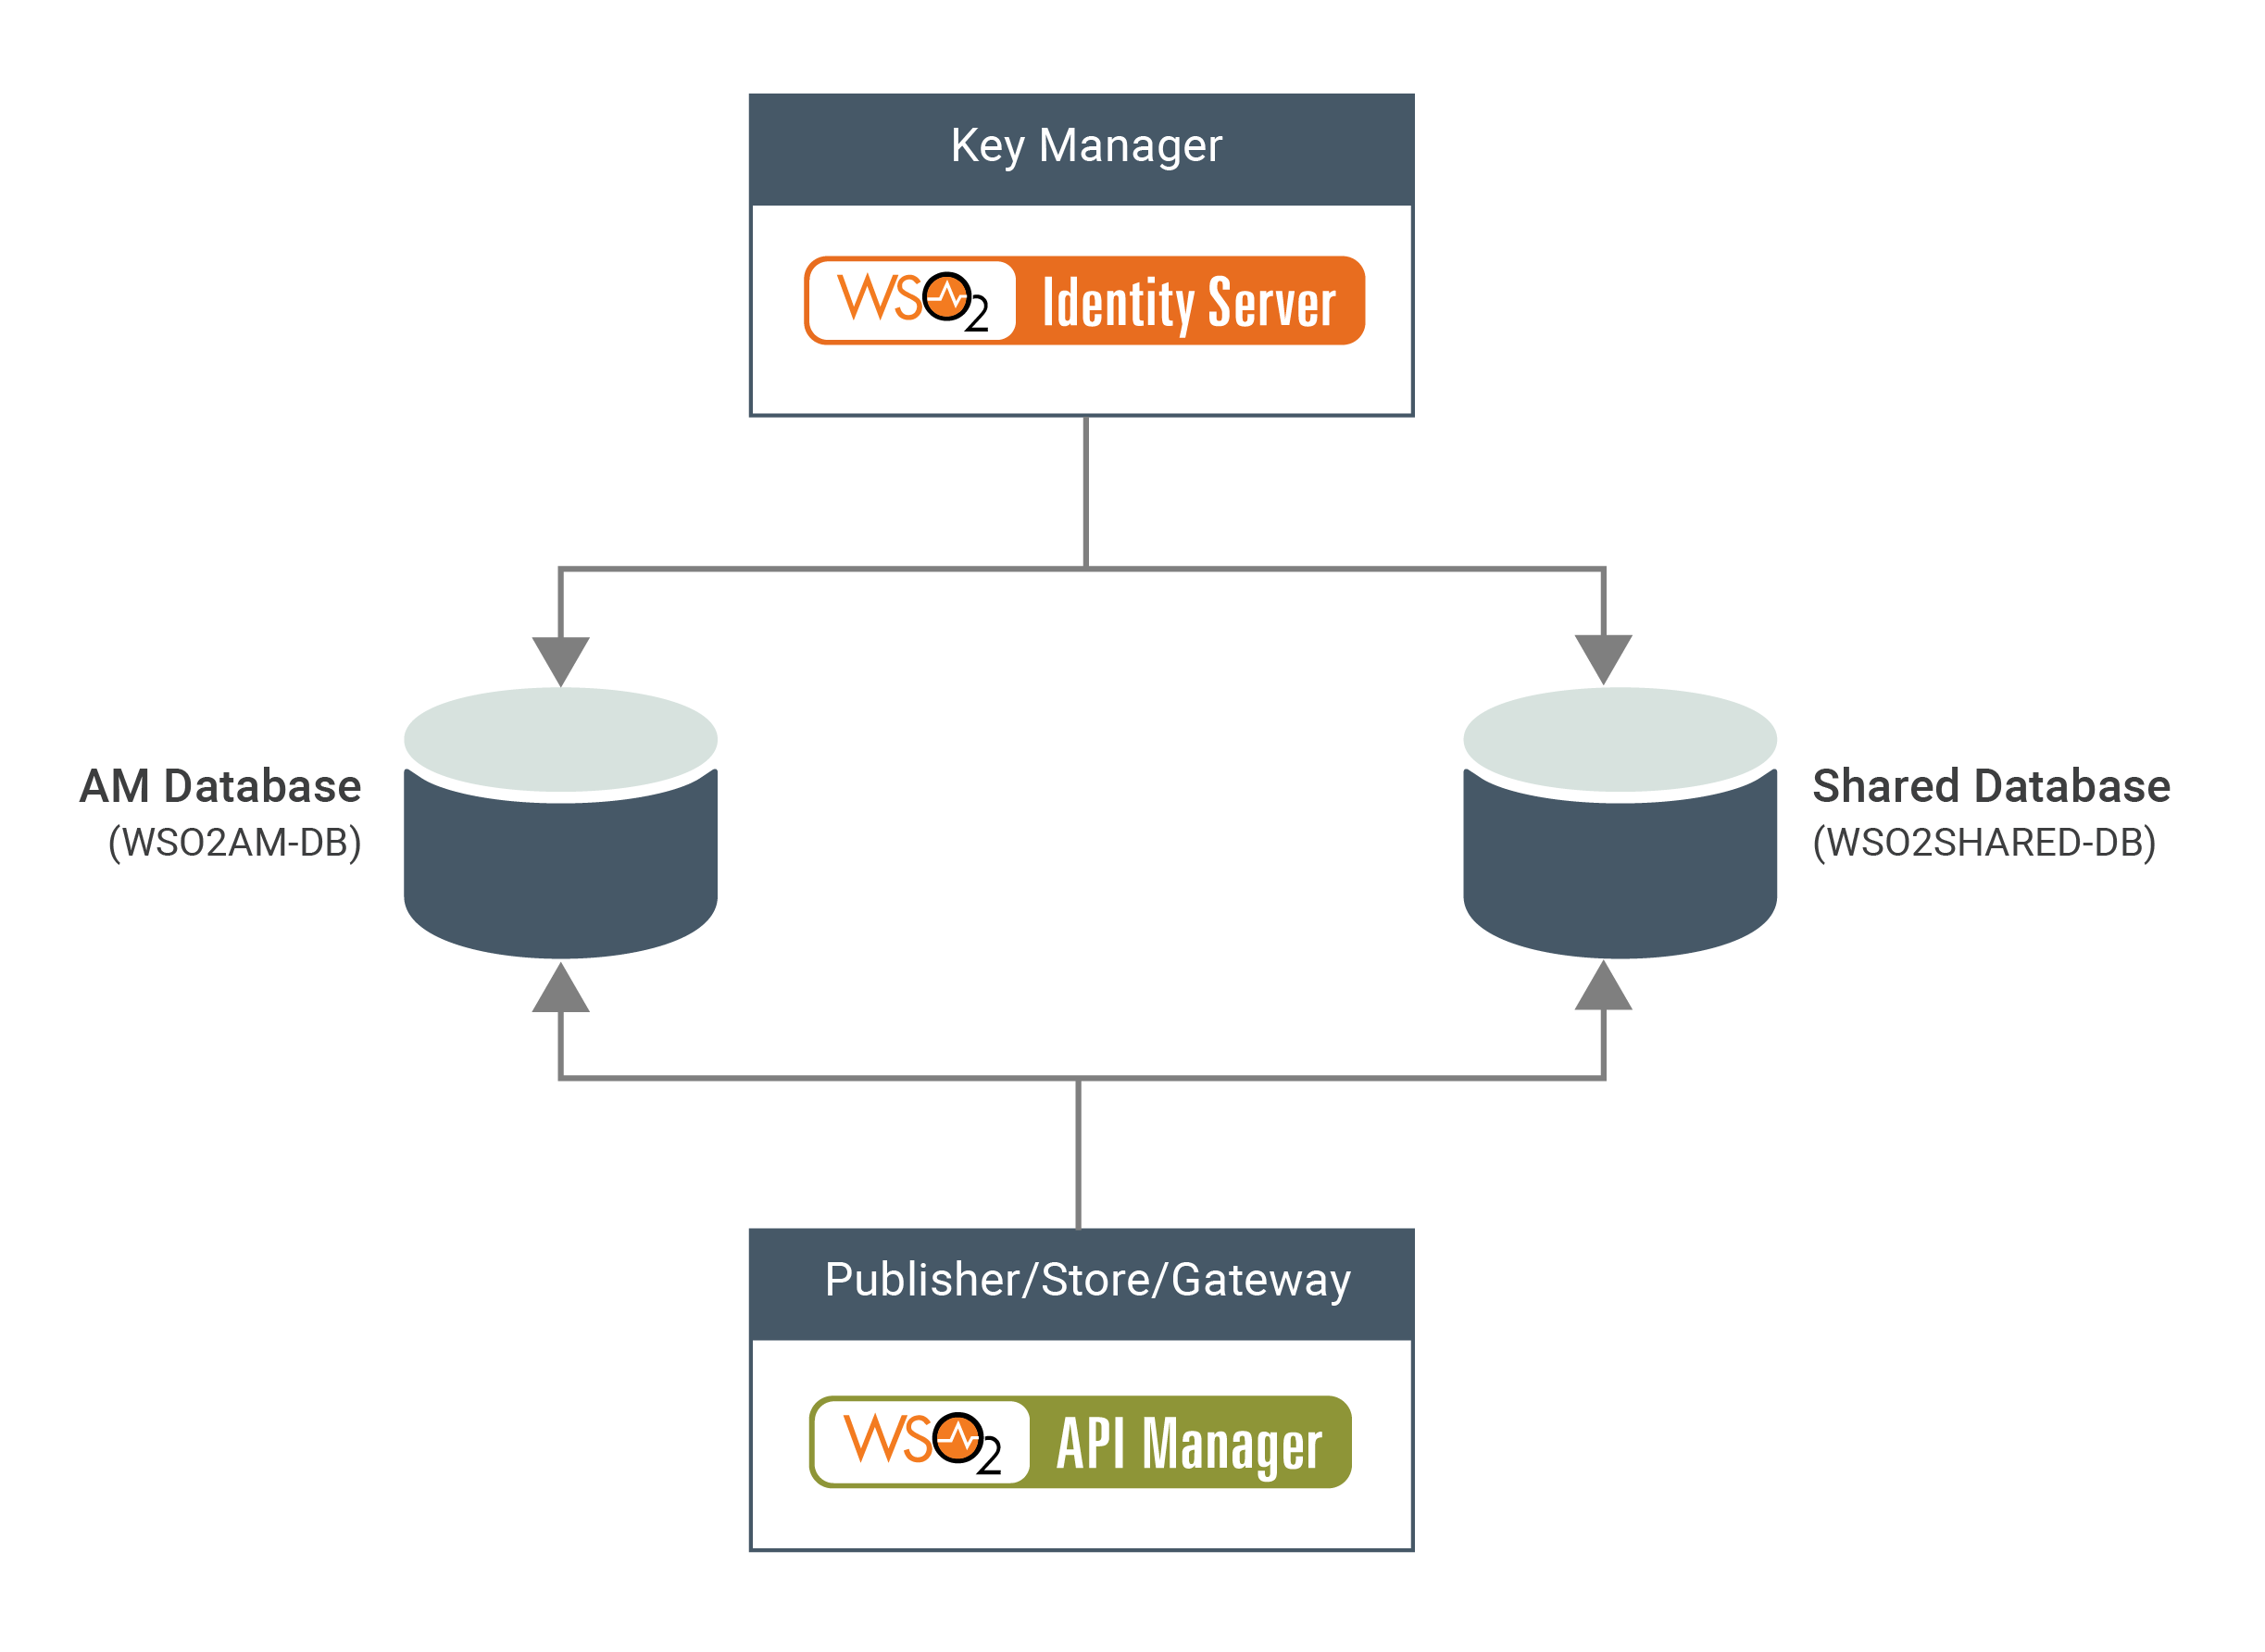 Key Manager
WSO2 Identity Server
AM Database
(WSO2AM-DB)
Shared Database
(WSO2SHARED-DB)
Publisher/Store/Gateway
WSO2 API Manager